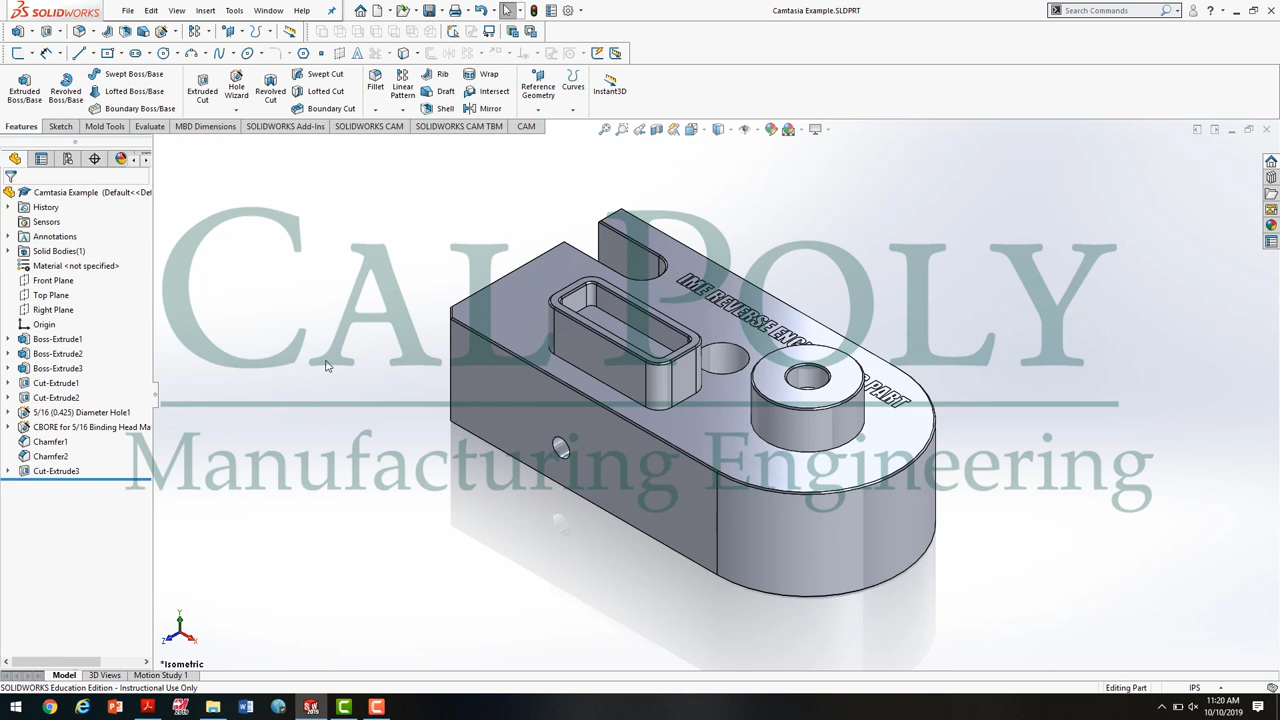 SOLIDWORKS File Edit View Insert Tools Window Help Camtasia Example.SLDPRT Search Commands
Extruded Boss/Base Revolved Boss/Base Swept Boss/Base Lofted Boss/Base Boundary Boss/Base Extruded Cut Hole Wizard Revolved Cut Swept Cut Lofted Cut Boundary Cut Fillet Linear Pattern Rib Draft Shell Wrap Intersect Mirror Reference Geometry Curves Instant3D
Features Sketch Mold Tools Evaluate MBD Dimensions SOLIDWORKS Add-Ins SOLIDWORKS CAM SOLIDWORKS CAM TBM CAM
Camtasia Example (Default<<De
History
Sensors
Annotations
Solid Bodies(1)
Material <not specified>
Front Plane
Top Plane
Right Plane
Origin
Boss-Extrude1
Boss-Extrude2
Boss-Extrude3
Cut-Extrude1
Cut-Extrude2
5/16 (0.425) Diameter Hole1
CBORE for 5/16 Binding Head Ma
Chamfer1
Chamfer2
Cut-Extrude3
CAL POLY
Manufacturing Engineering
IME REVERSE ENG PART
Y
Z X
*Isometric
Model 3D Views Motion Study 1
SOLIDWORKS Education Edition - Instructional Use Only Editing Part IPS
11:20 AM
10/10/2019